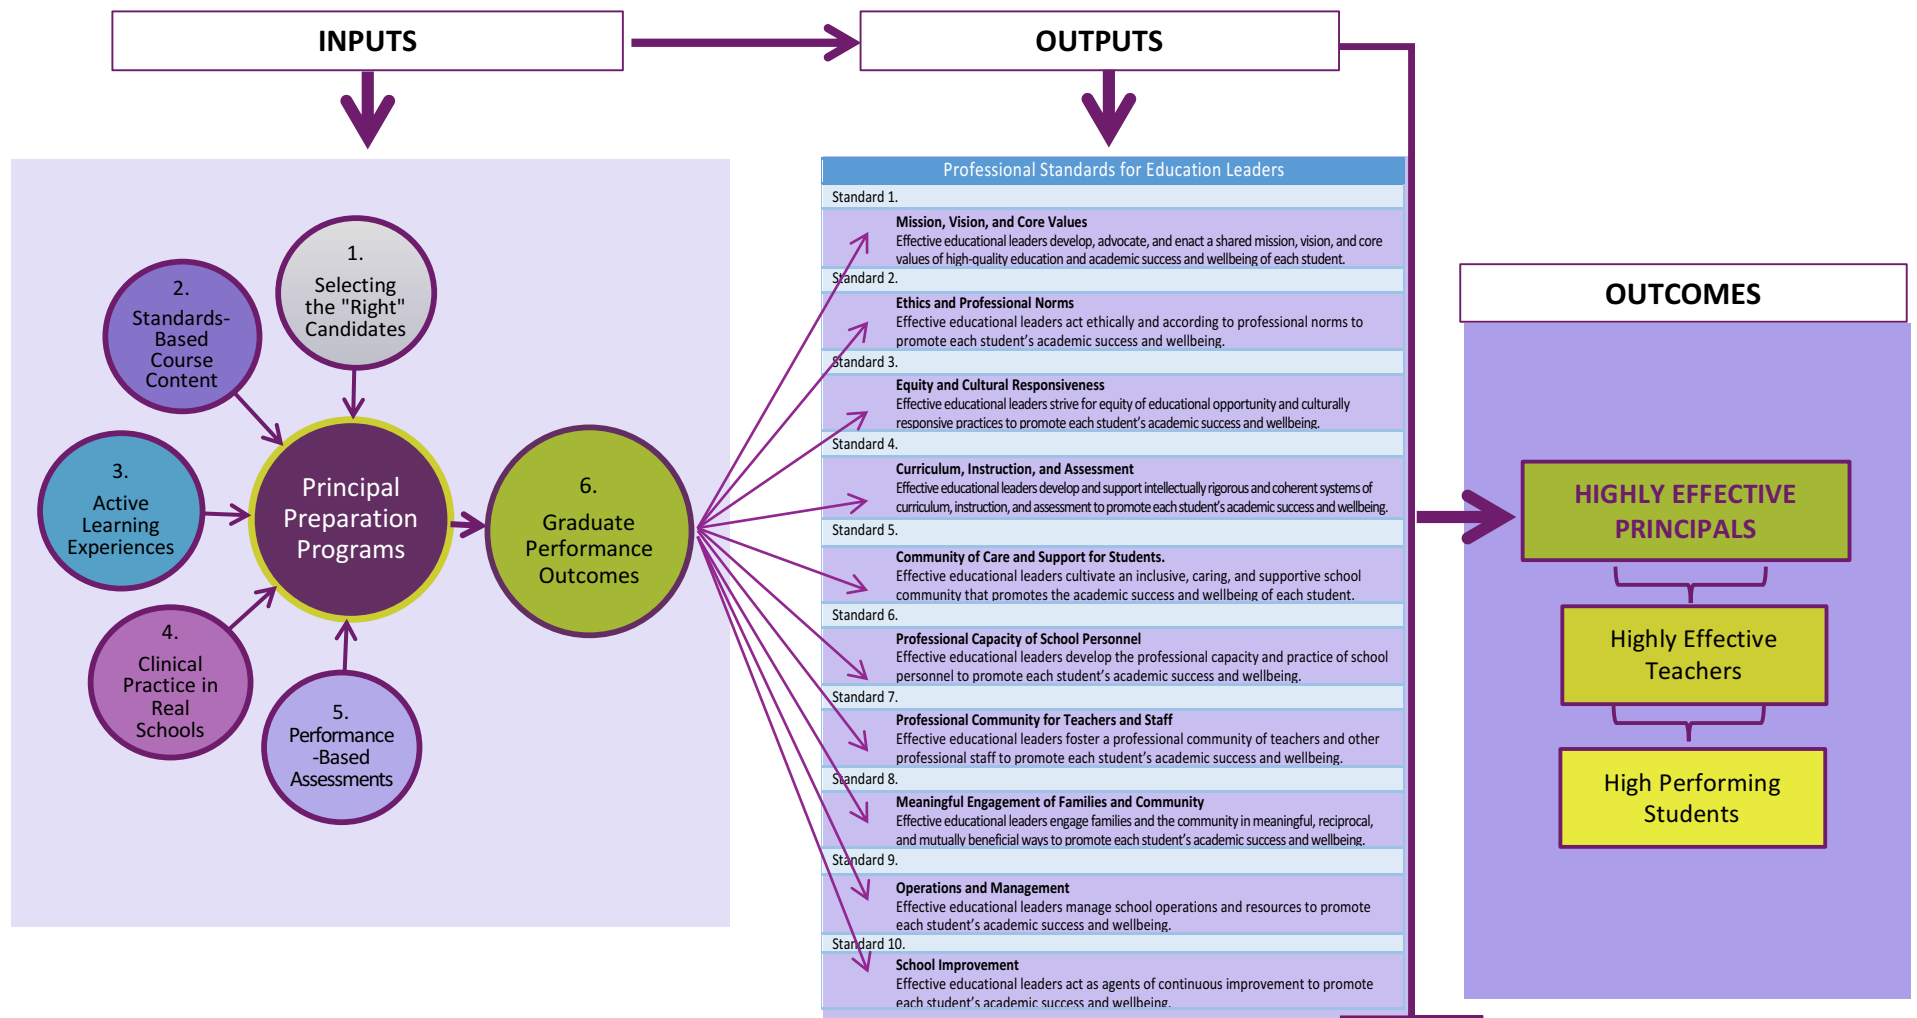 INPUTS
OUTPUTS
1.
Selecting
the "Right"
Candidates
2.
Standards-
Based
Course
Content
3.
Active
Learning
Experiences
4.
Clinical
Practice in
Real
Schools
5.
Performance
-Based
Assessments
Principal
Preparation
Programs
6.
Graduate
Performance
Outcomes
Professional Standards for Education Leaders
Standard 1.
Mission, Vision, and Core Values
Effective educational leaders develop, advocate, and enact a shared mission, vision, and core
values of high-quality education and academic success and wellbeing of each student.
Standard 2.
Ethics and Professional Norms
Effective educational leaders act ethically and according to professional norms to
promote each student’s academic success and wellbeing.
Standard 3.
Equity and Cultural Responsiveness
Effective educational leaders strive for equity of educational opportunity and culturally
responsive practices to promote each student’s academic success and wellbeing.
Standard 4.
Curriculum, Instruction, and Assessment
Effective educational leaders develop and support intellectually rigorous and coherent systems of
curriculum, instruction, and assessment to promote each student’s academic success and wellbeing.
Standard 5.
Community of Care and Support for Students.
Effective educational leaders cultivate an inclusive, caring, and supportive school
community that promotes the academic success and wellbeing of each student.
Standard 6.
Professional Capacity of School Personnel
Effective educational leaders develop the professional capacity and practice of school
personnel to promote each student’s academic success and wellbeing.
Standard 7.
Professional Community for Teachers and Staff
Effective educational leaders foster a professional community of teachers and other
professional staff to promote each student’s academic success and wellbeing.
Standard 8.
Meaningful Engagement of Families and Community
Effective educational leaders engage families and the community in meaningful, reciprocal,
and mutually beneficial ways to promote each student’s academic success and wellbeing.
Standard 9.
Operations and Management
Effective educational leaders manage school operations and resources to promote
each student’s academic success and wellbeing.
Standard 10.
School Improvement
Effective educational leaders act as agents of continuous improvement to promote
each student’s academic success and wellbeing.
OUTCOMES
HIGHLY EFFECTIVE
PRINCIPALS
Highly Effective
Teachers
High Performing
Students